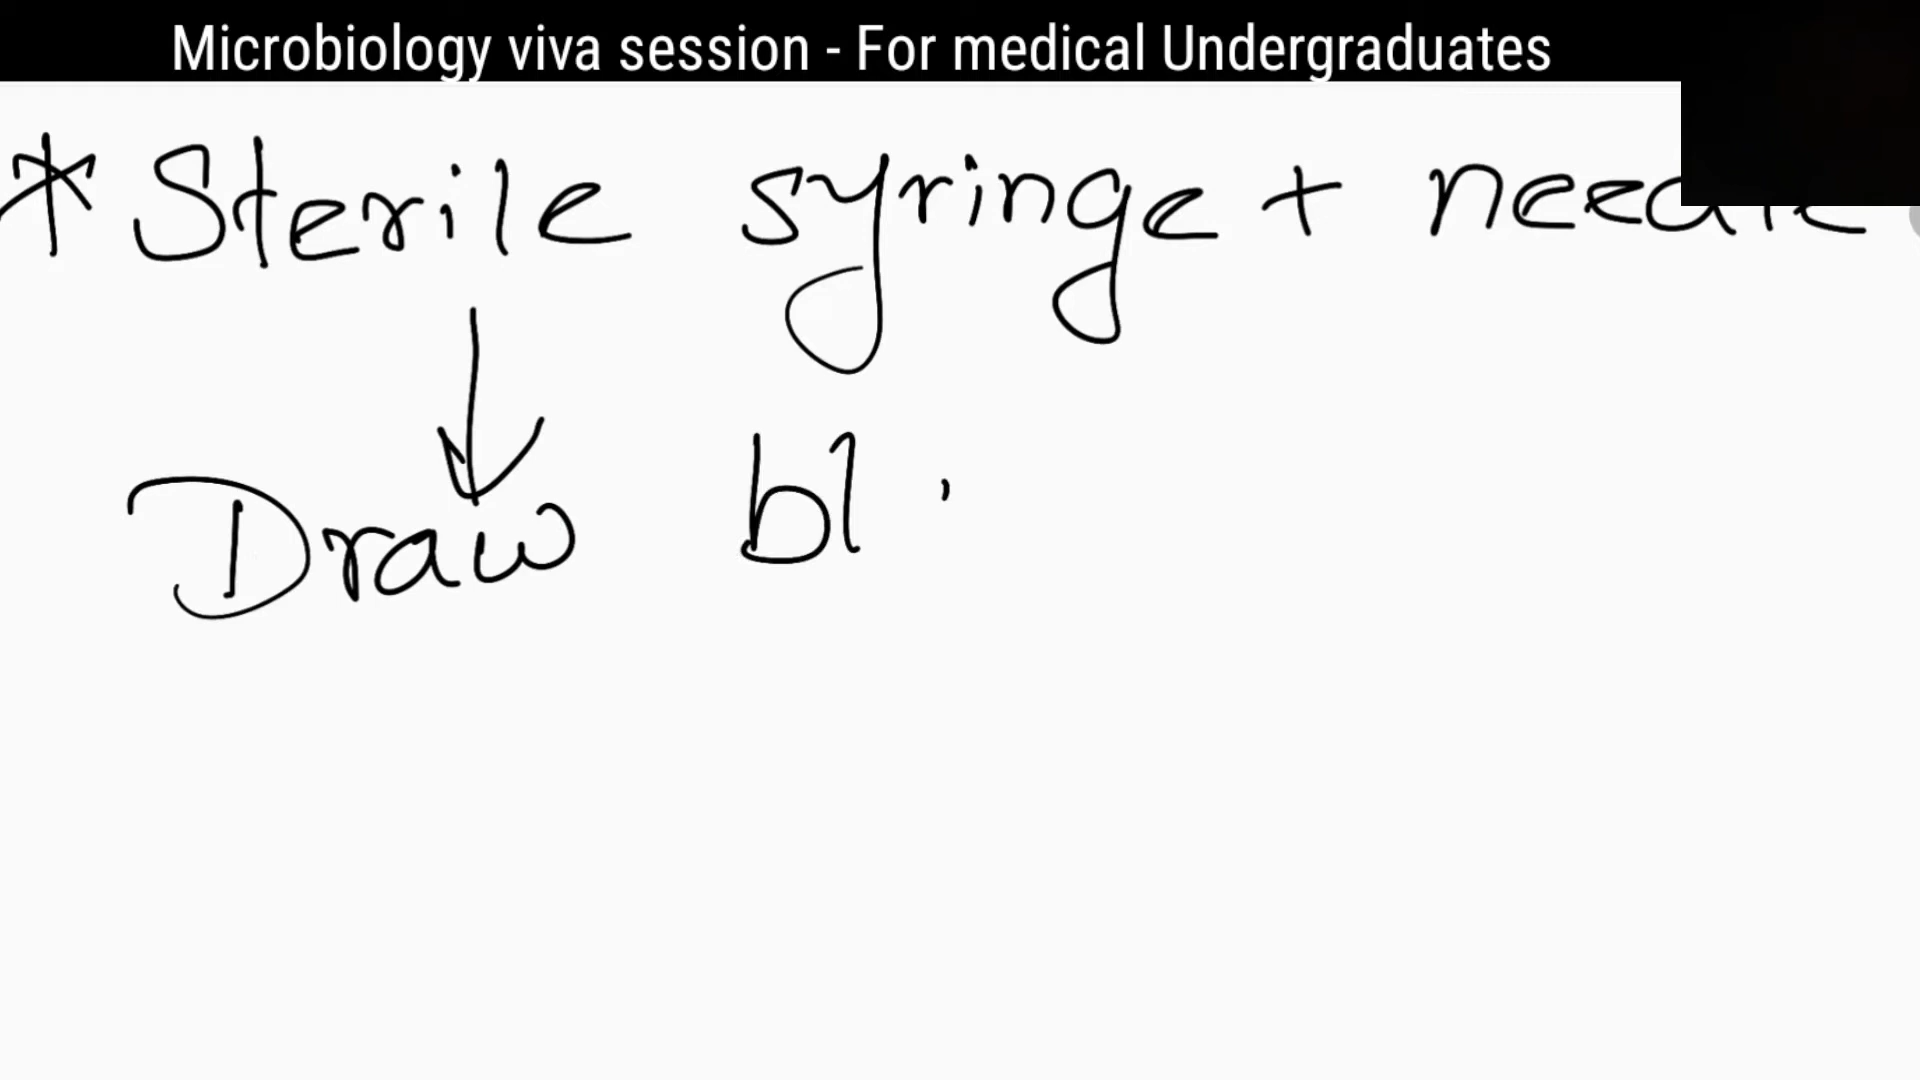 Microbiology viva session - For medical Undergraduates
* Sterile syringe + needle
Draw bl